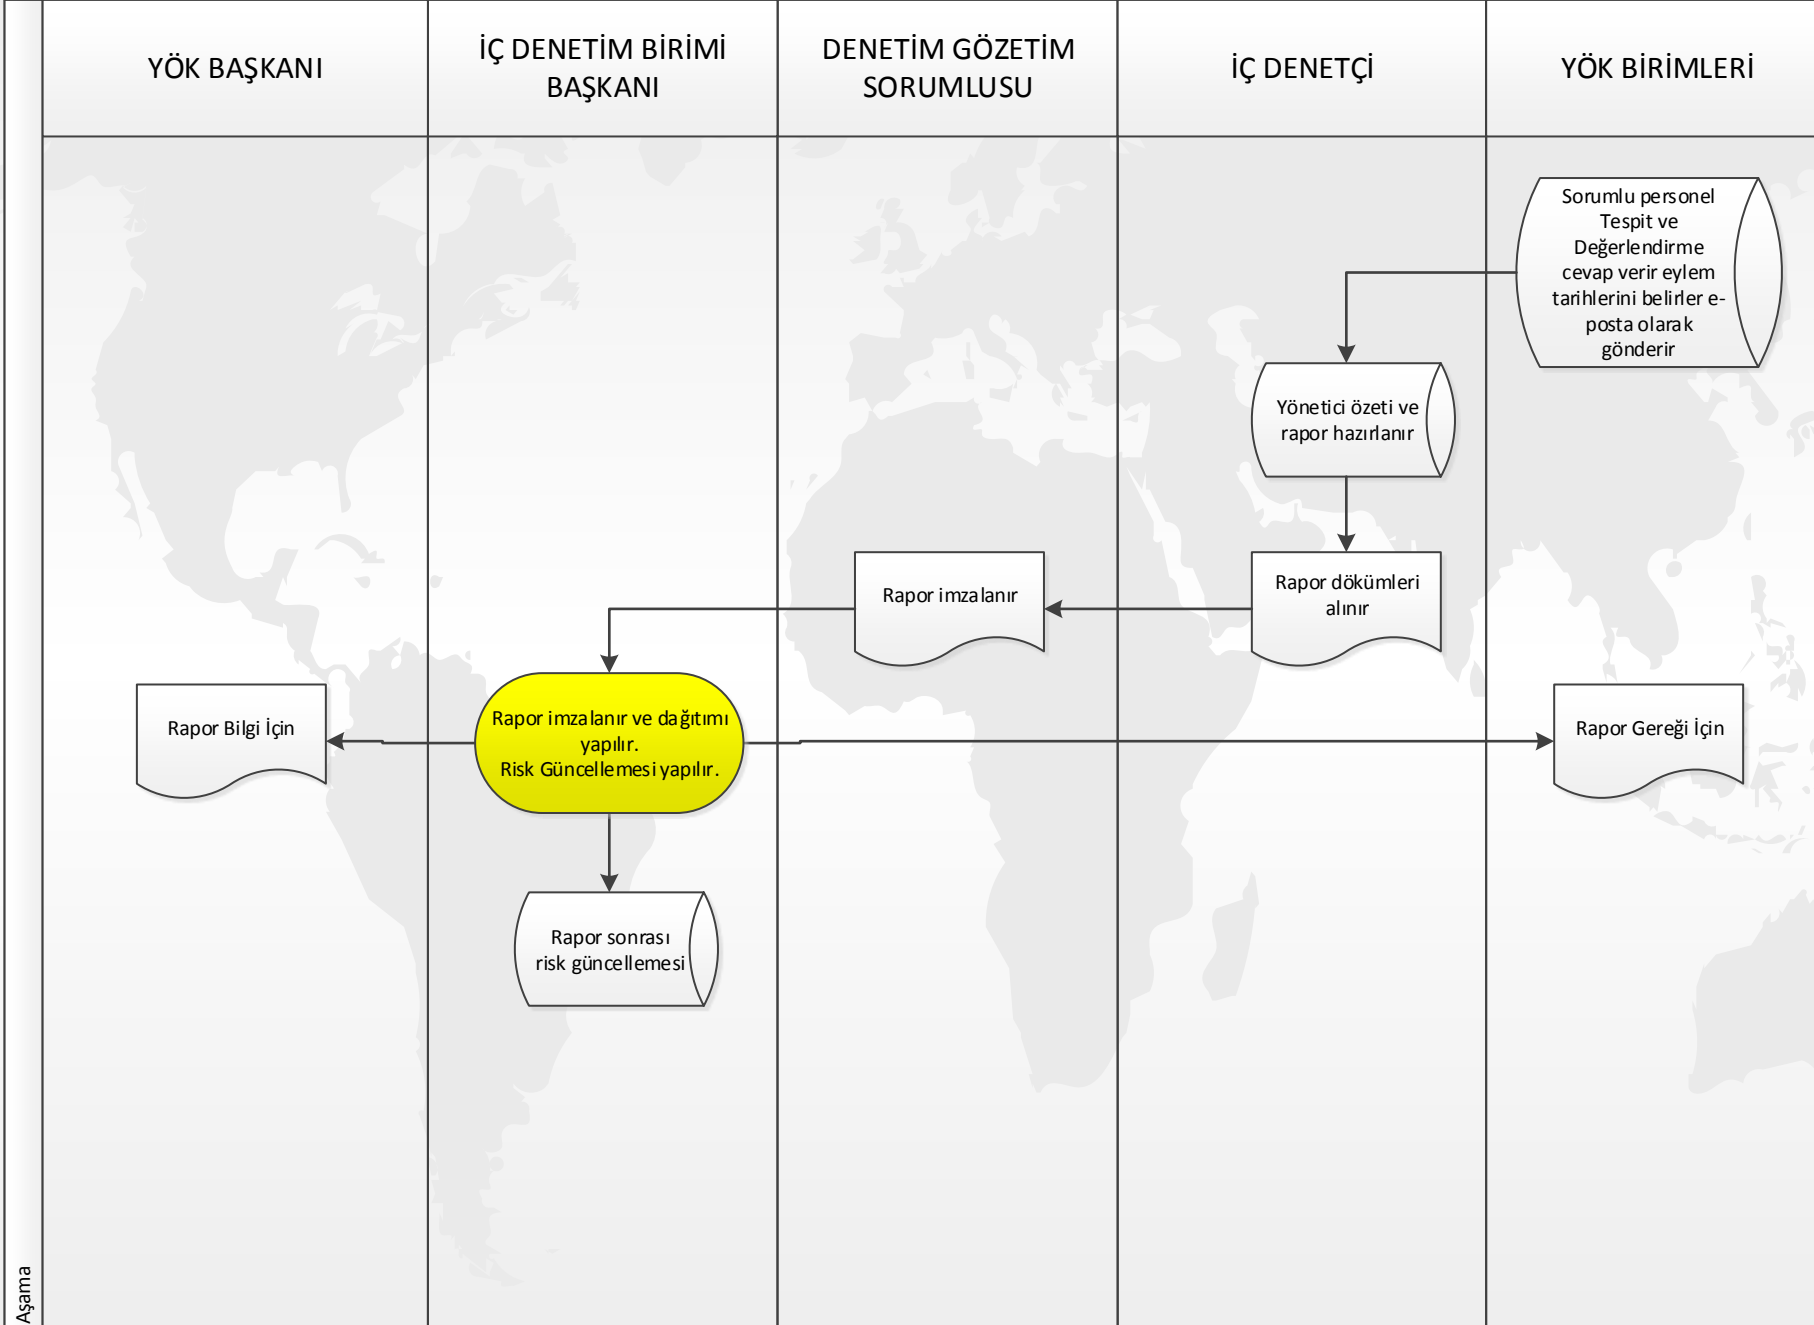 YÖK BAŞKANI
İÇ DENETİM BİRİMİ
BAŞKANI
DENETİM GÖZETİM
SORUMLUSU
İÇ DENETÇİ
YÖK BİRİMLERİ
Sorumlu personel
Tespit ve
Değerlendirme
cevap verir eylem
tarihlerini belirler e-
posta olarak
gönderir
Yönetici özeti ve
rapor hazırlanır
Rapor dökümleri
alınır
Rapor imzalanır
Rapor imzalanır ve dağıtımı
yapılır.
Risk Güncellemesi yapılır.
Rapor Bilgi İçin
Rapor Gereği İçin
Rapor sonrası
risk güncellemesi
Aşama